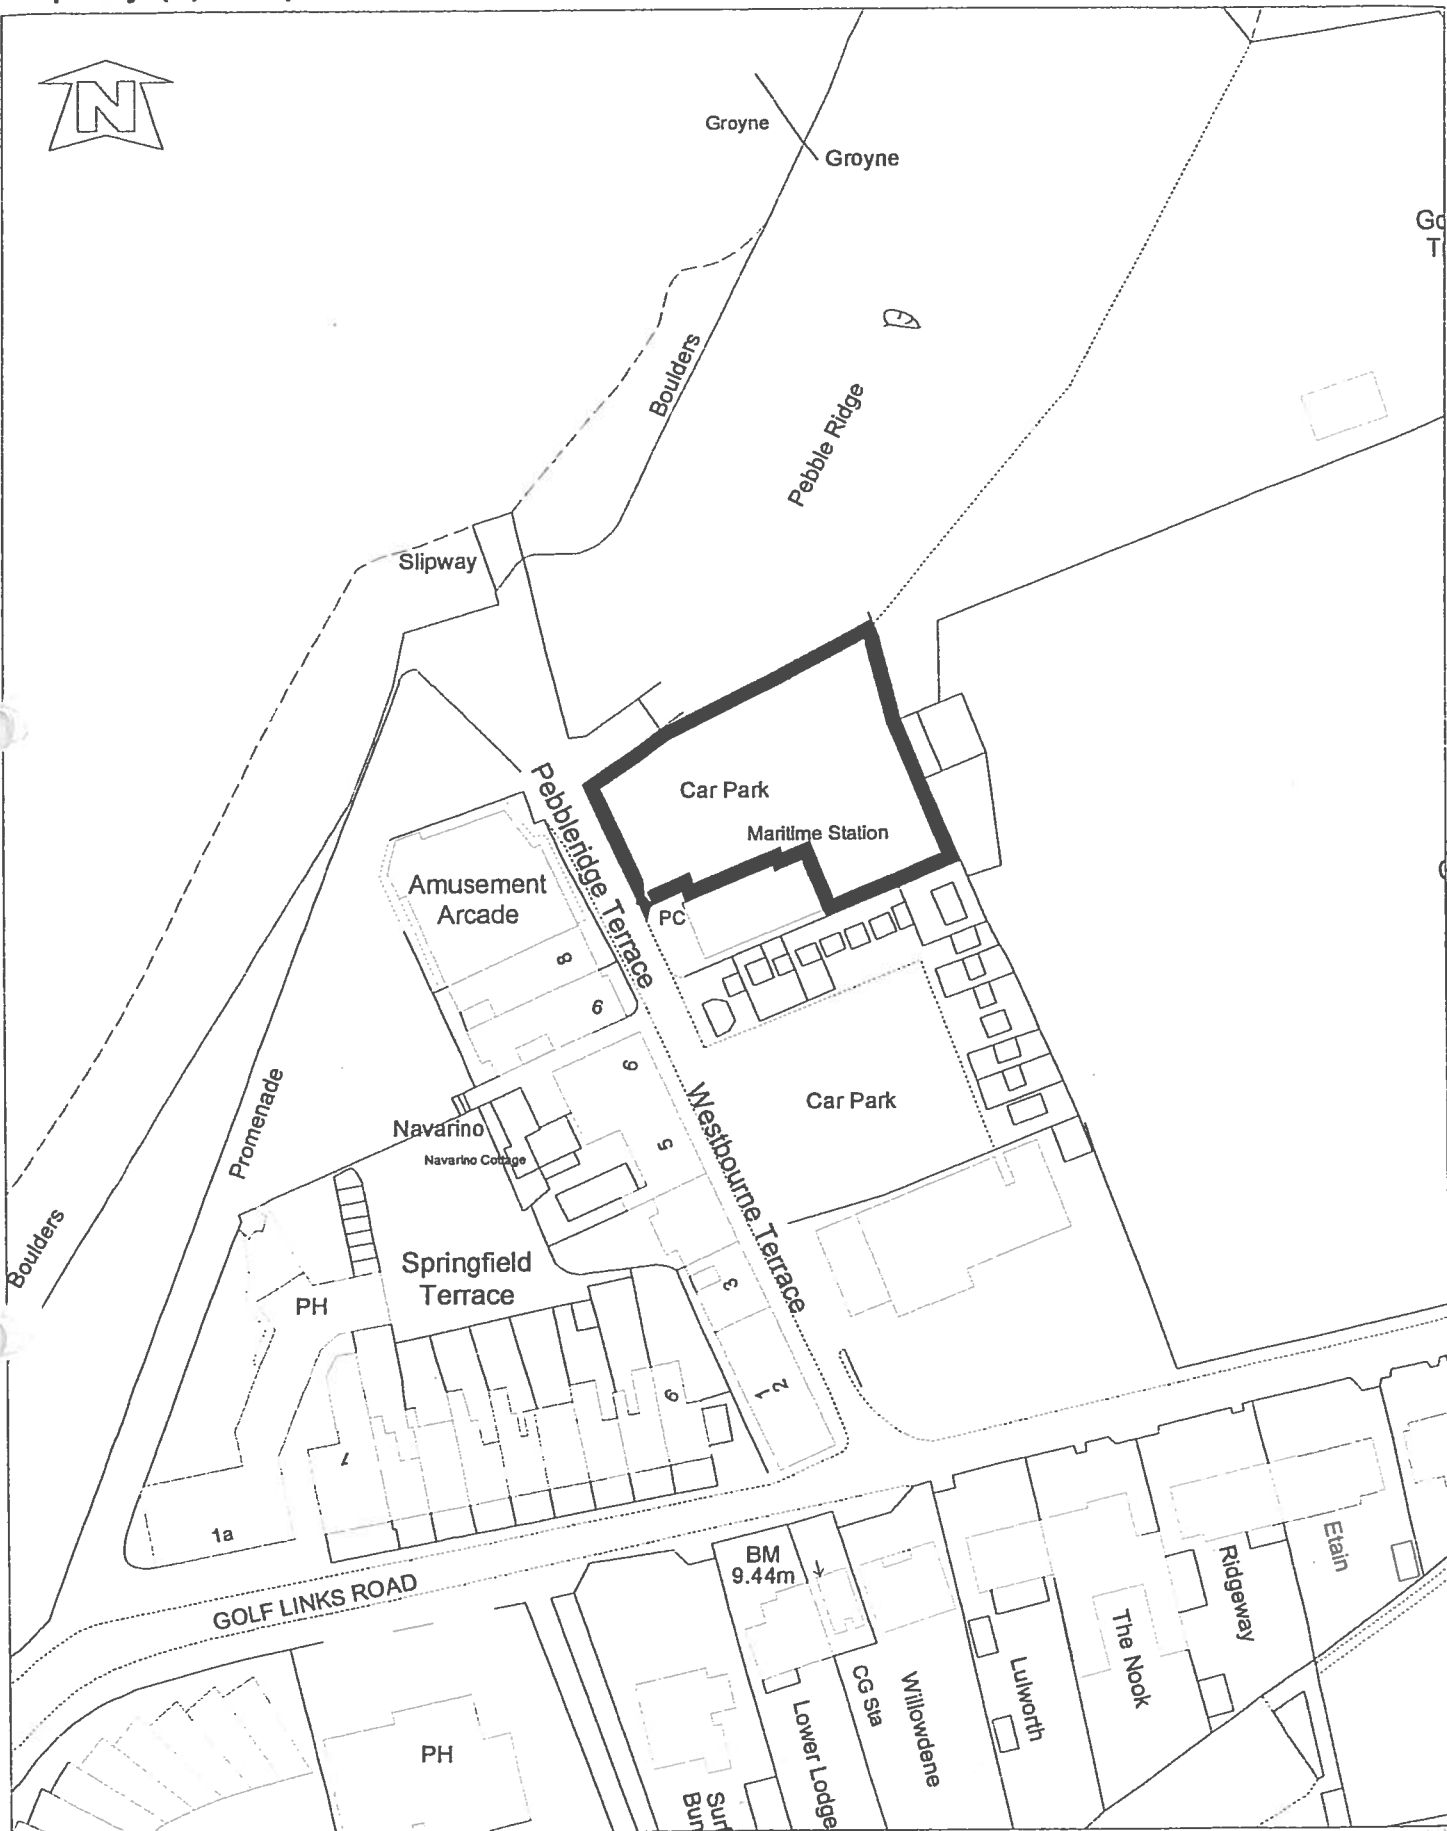 N
Groyne
Groyne
Boulders
Pebble Ridge
Slipway
Car Park
Maritime Station
Pebbleridge Terrace
Amusement
Arcade
PC
8
9
6
5
Westbourne Terrace
Car Park
Promenade
Navarino
Navarino Cottage
Boulders
Springfield
Terrace
PH
3
2
1
9
7
1a
GOLF LINKS ROAD
BM
9.44m
Etain
Ridgeway
The Nook
Lulworth
Willowdene
CG Sta
Lower Lodge
PH